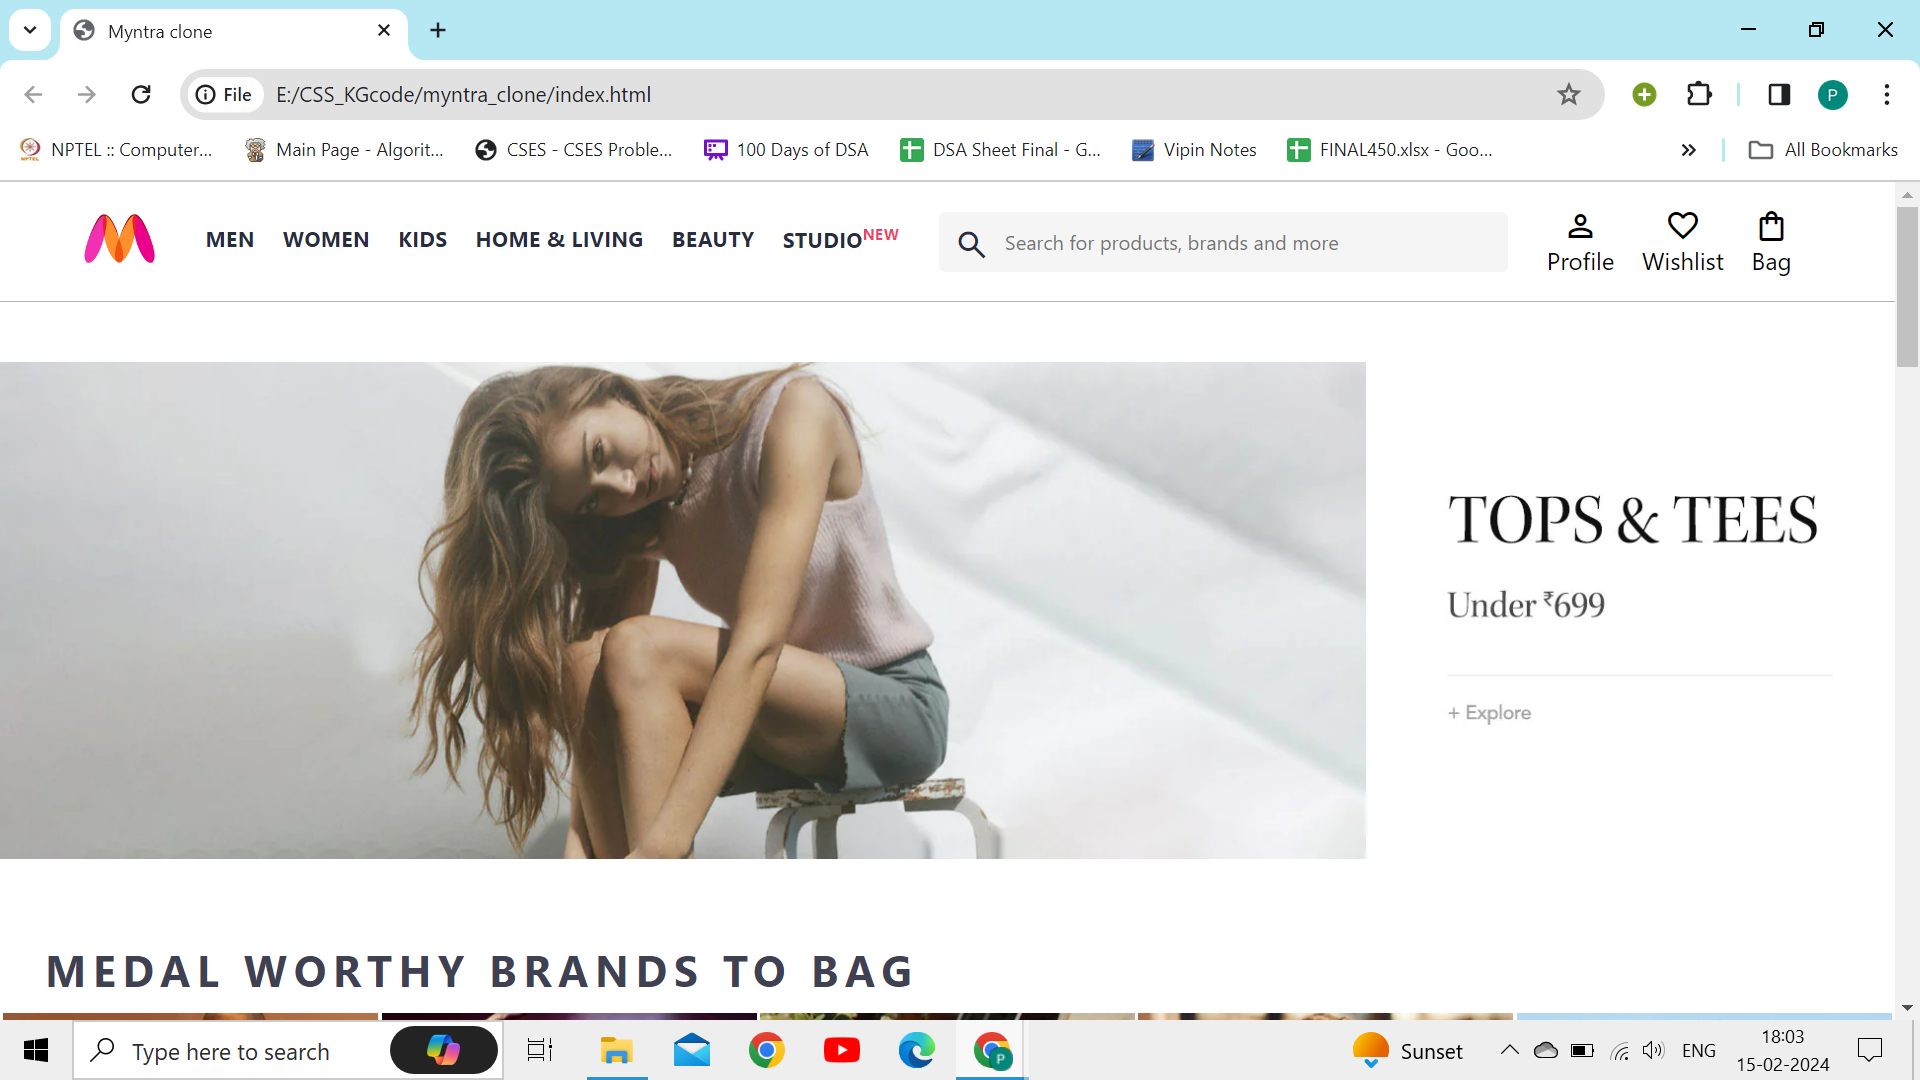 Myntra clone
File E:/CSS_KGcode/myntra_clone/index.html
P
NPTEL :: Computer... Main Page - Algorit... CSES - CSES Proble... 100 Days of DSA DSA Sheet Final - G... Vipin Notes FINAL450.xlsx - Goo... All Bookmarks
MEN WOMEN KIDS HOME & LIVING BEAUTY STUDIONEW Search for products, brands and more
Profile Wishlist Bag
TOPS & TEES
Under ₹699
+ Explore
MEDAL WORTHY BRANDS TO BAG
Type here to search
P
Sunset ENG
18:03
15-02-2024